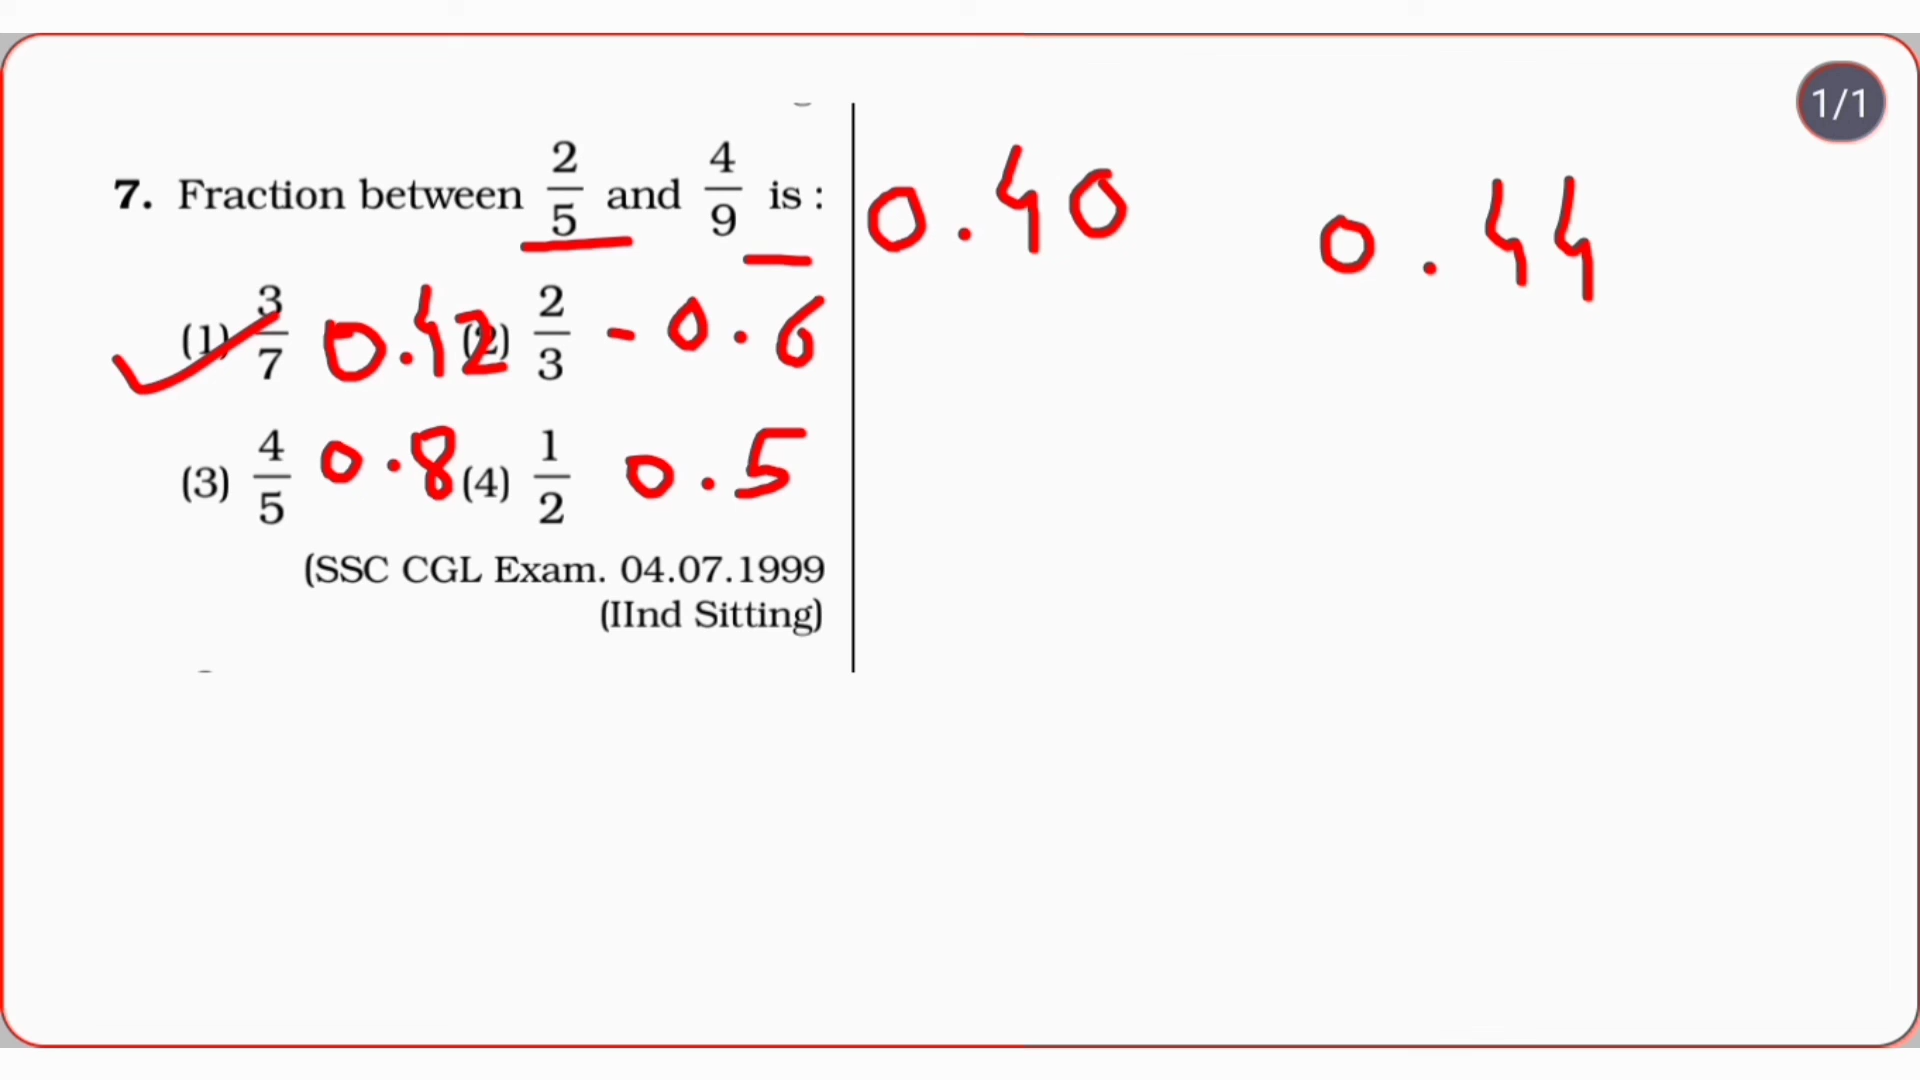 1/1
7. Fraction between 2/5 and 4/9 is :
0.40 0.44
(1) 3/7 0.42 (2) 2/3 - 0.6
(3) 4/5 0.8 (4) 1/2 0.5
(SSC CGL Exam. 04.07.1999
(IInd Sitting)